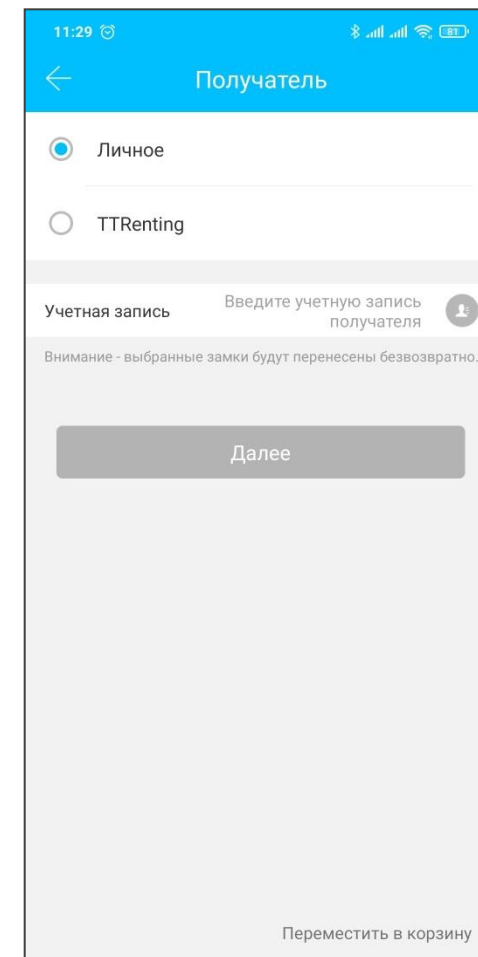 11:29
81
Получатель
Личное
TTRenting
Учетная запись
Введите учетную запись
получателя
Внимание - выбранные замки будут перенесены безвозвратно.
Далее
Переместить в корзину